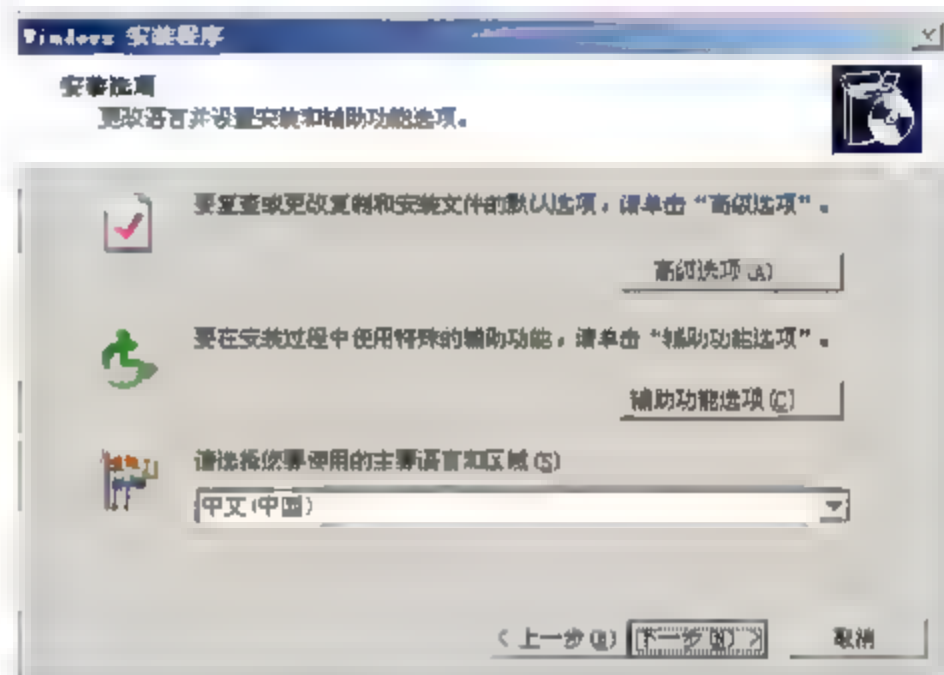 Windows 安装程序
安装选项
更改语言并设置安装和辅助功能选项。
要复查或更改复制和安装文件的默认选项，请单击“高级选项”。
高级选项(A)
要在安装过程中使用特殊的辅助功能，请单击“辅助功能选项”。
辅助功能选项(C)
请选择您要使用的主要语言和区域(S)
中文(中国)
< 上一步(B) 下一步(N) > 取消